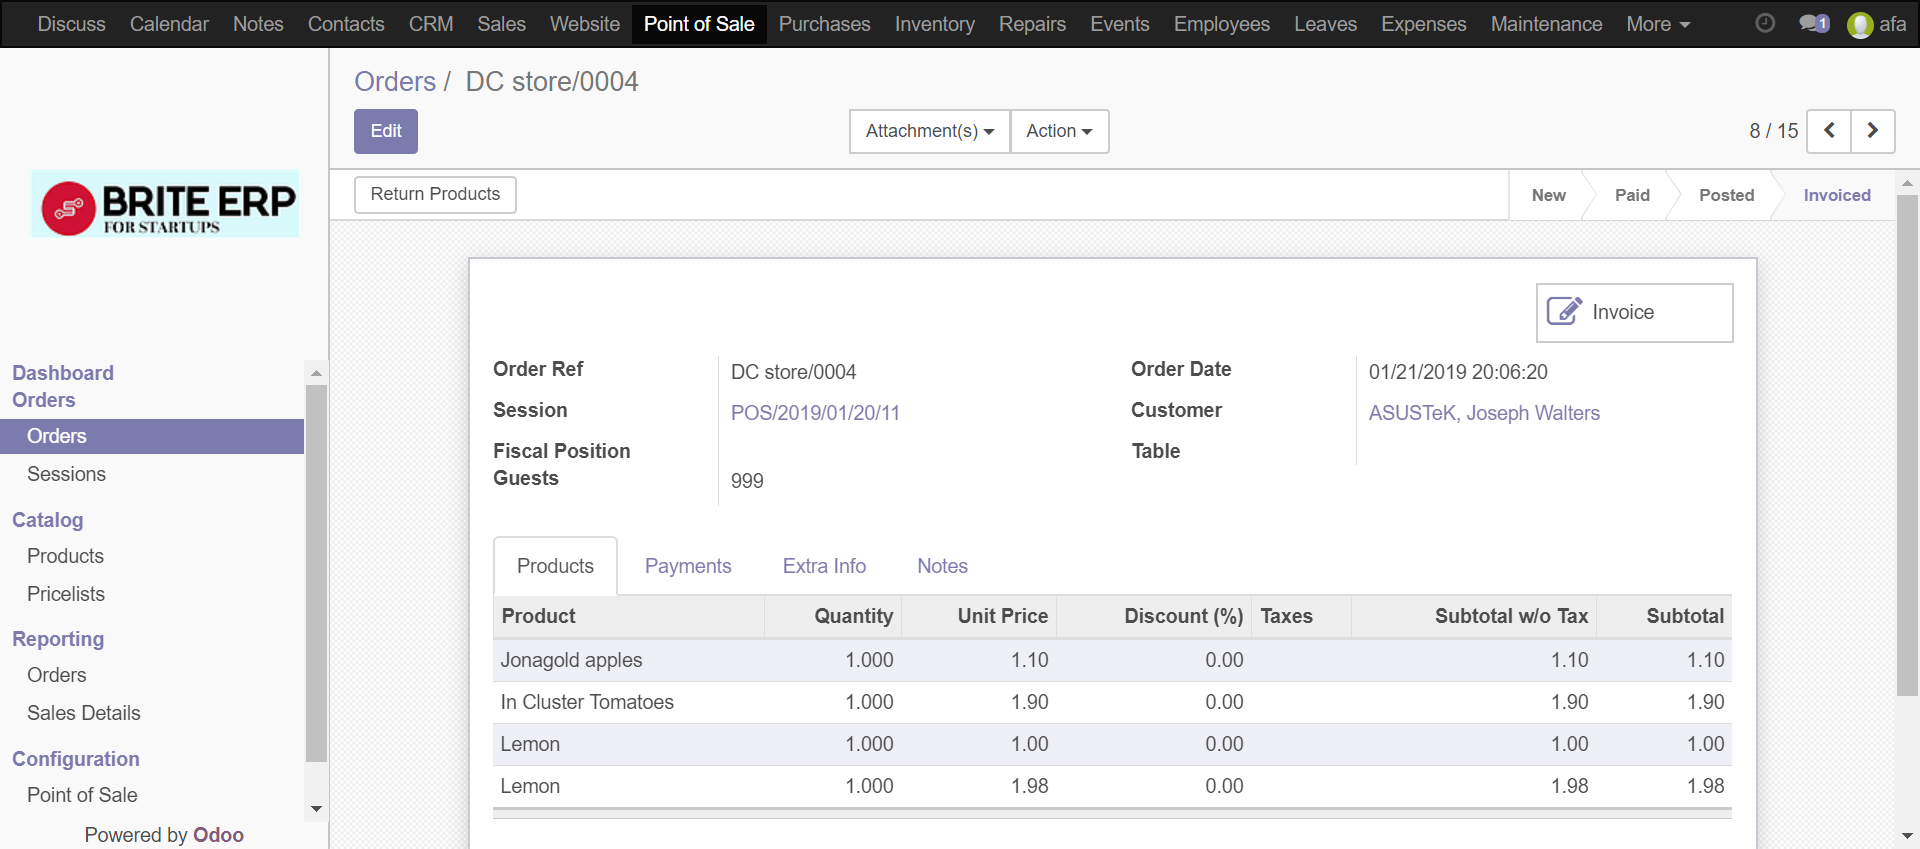 Discuss Calendar Notes Contacts CRM Sales Website Point of Sale Purchases Inventory Repairs Events Employees Leaves Expenses Maintenance More 1 afa
Orders / DC store/0004
Edit Attachment(s) Action 8 / 15
Return Products New Paid Posted Invoiced
BRITE ERP
FOR STARTUPS
Dashboard
Orders
Orders
Sessions
Catalog
Products
Pricelists
Reporting
Orders
Sales Details
Configuration
Point of Sale
Powered by Odoo
Invoice
Order Ref DC store/0004 Order Date 01/21/2019 20:06:20
Session POS/2019/01/20/11 Customer ASUSTeK, Joseph Walters
Fiscal Position Table
Guests 999
Products Payments Extra Info Notes
Product Quantity Unit Price Discount (%) Taxes Subtotal w/o Tax Subtotal
Jonagold apples 1.000 1.10 0.00 1.10 1.10
In Cluster Tomatoes 1.000 1.90 0.00 1.90 1.90
Lemon 1.000 1.00 0.00 1.00 1.00
Lemon 1.000 1.98 0.00 1.98 1.98